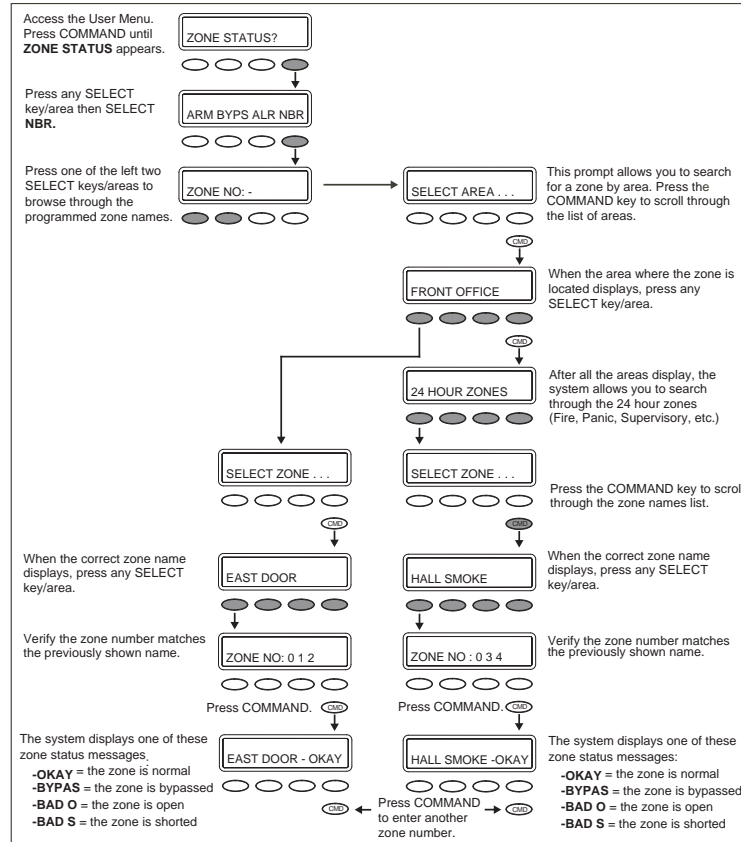 Access the User Menu.
Press COMMAND until
ZONE STATUS appears.
ZONE STATUS?
Press any SELECT
key/area then SELECT
NBR.
ARM BYPS ALR NBR
Press one of the left two
SELECT keys/areas to
browse through the
programmed zone names.
ZONE NO: -
SELECT AREA . . .
This prompt allows you to search
for a zone by area. Press the
COMMAND key to scroll through
the list of areas.
CMD
FRONT OFFICE
When the area where the zone is
located displays, press any
SELECT key/area.
CMD
24 HOUR ZONES
After all the areas display, the
system allows you to search
through the 24 hour zones
(Fire, Panic, Supervisory, etc.)
SELECT ZONE . . .
SELECT ZONE . . .
Press the COMMAND key to scroll
through the zone names list.
CMD
CMD
When the correct zone name
displays, press any SELECT
key/area.
EAST DOOR
HALL SMOKE
When the correct zone name
displays, press any SELECT
key/area.
Verify the zone number matches
the previously shown name.
ZONE NO: 0 1 2
ZONE NO : 0 3 4
Verify the zone number matches
the previously shown name.
Press COMMAND. CMD
Press COMMAND. CMD
The system displays one of these
zone status messages.
-OKAY = the zone is normal
-BYPAS = the zone is bypassed
-BAD O = the zone is open
-BAD S = the zone is shorted
EAST DOOR - OKAY
HALL SMOKE -OKAY
The system displays one of these
zone status messages:
-OKAY = the zone is normal
-BYPAS = the zone is bypassed
-BAD O = the zone is open
-BAD S = the zone is shorted
CMD
Press COMMAND
to enter another
zone number.
CMD